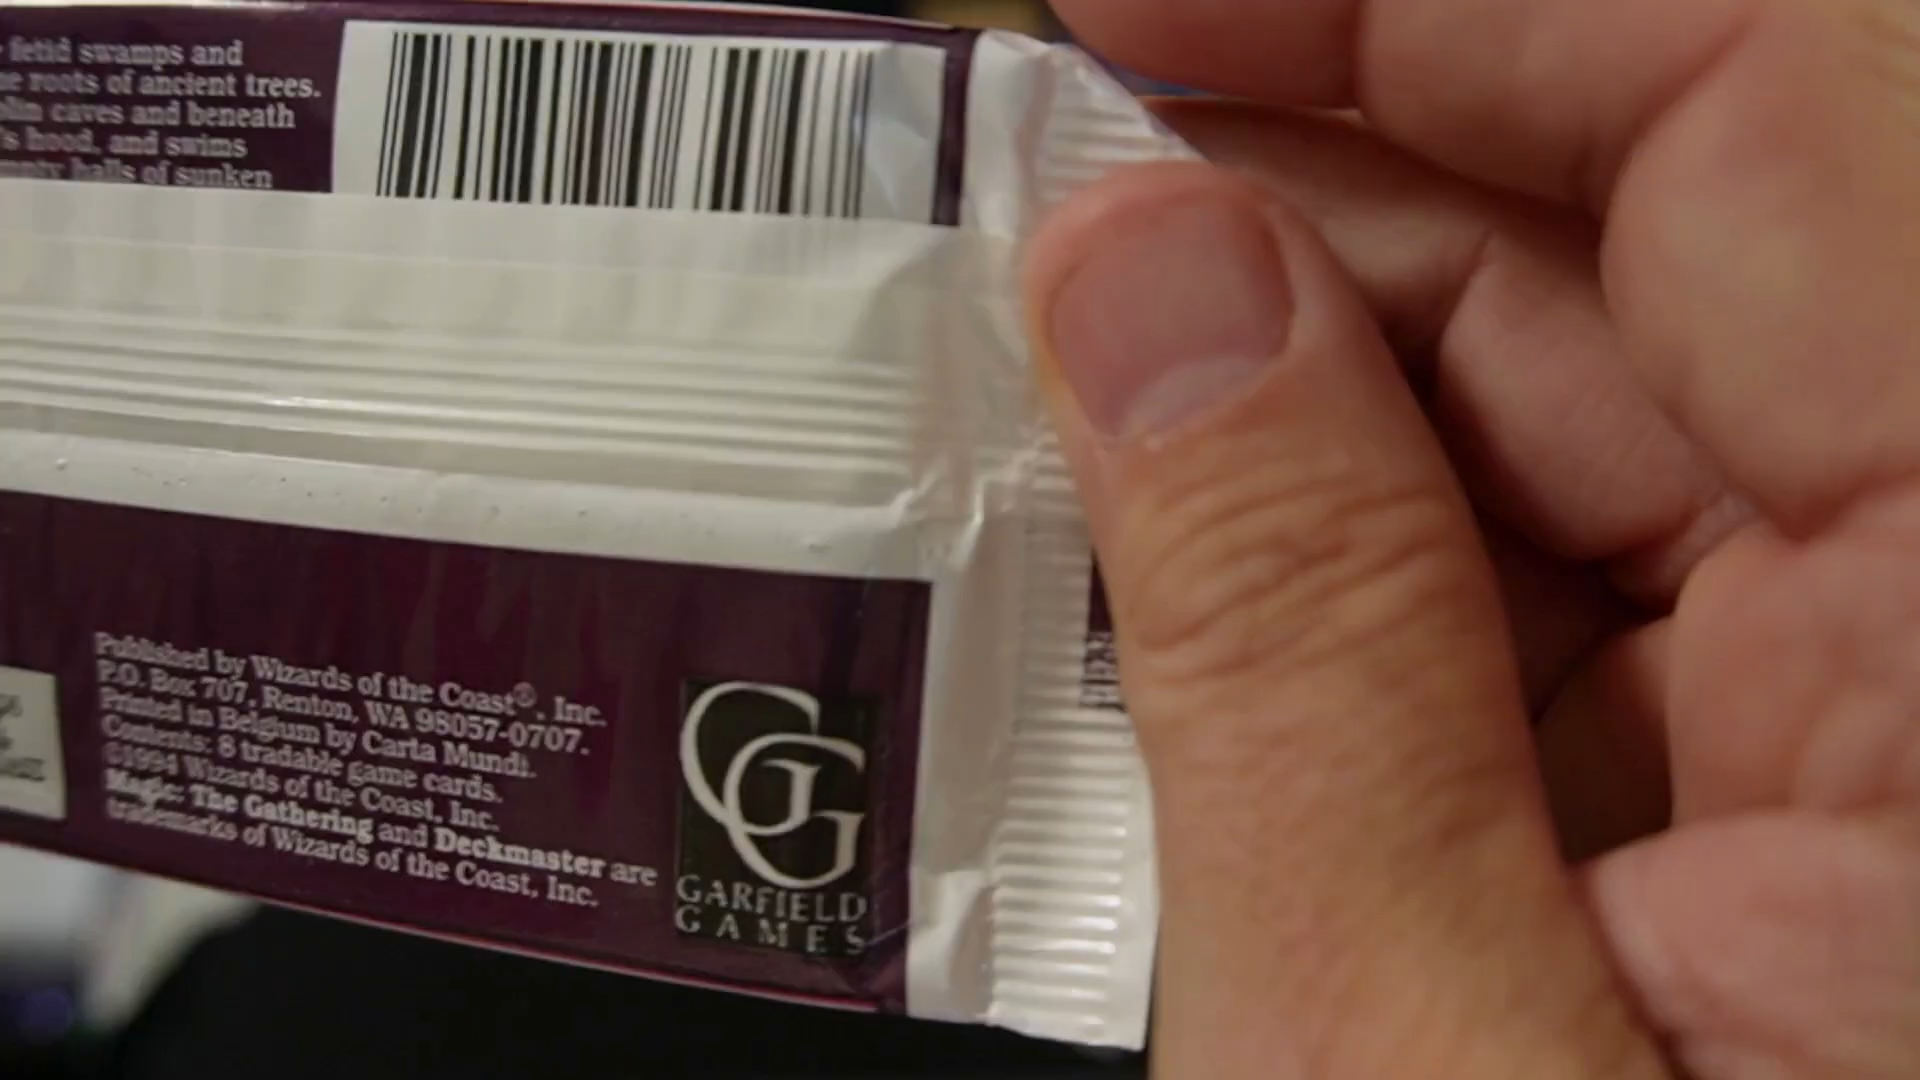 fetid swamps and
roots of ancient trees.
caves and beneath
's hood, and swims
halls of sunken
Published by Wizards of the Coast®, Inc.
P.O. Box 707, Renton, WA 98057-0707.
Printed in Belgium by Carta Mundi.
Contents: 8 tradable game cards.
©1994 Wizards of the Coast, Inc.
Magic: The Gathering and Deckmaster are
trademarks of Wizards of the Coast, Inc.
GG
GARFIELD
GAMES